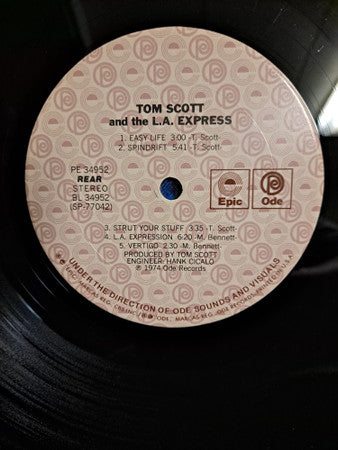 TOM SCOTT
and the L.A. EXPRESS
1. EASY LIFE 3:00 -T. Scott-
2. SPINDRIFT 5:41 -T. Scott-
PE 34952
REAR
STEREO
BL 34952
(SP-77042)
Epic
Ode
3. STRUT YOUR STUFF 3:35 -T. Scott-
4. L.A. EXPRESSION 6:20 -M. Bennett-
5. VERTIGO 2:30 -M. Bennett-
PRODUCED BY TOM SCOTT
ENGINEER: HANK CICALO
℗ 1974 Ode Records
UNDER THE DIRECTION OF ODE SOUNDS AND VISUALS